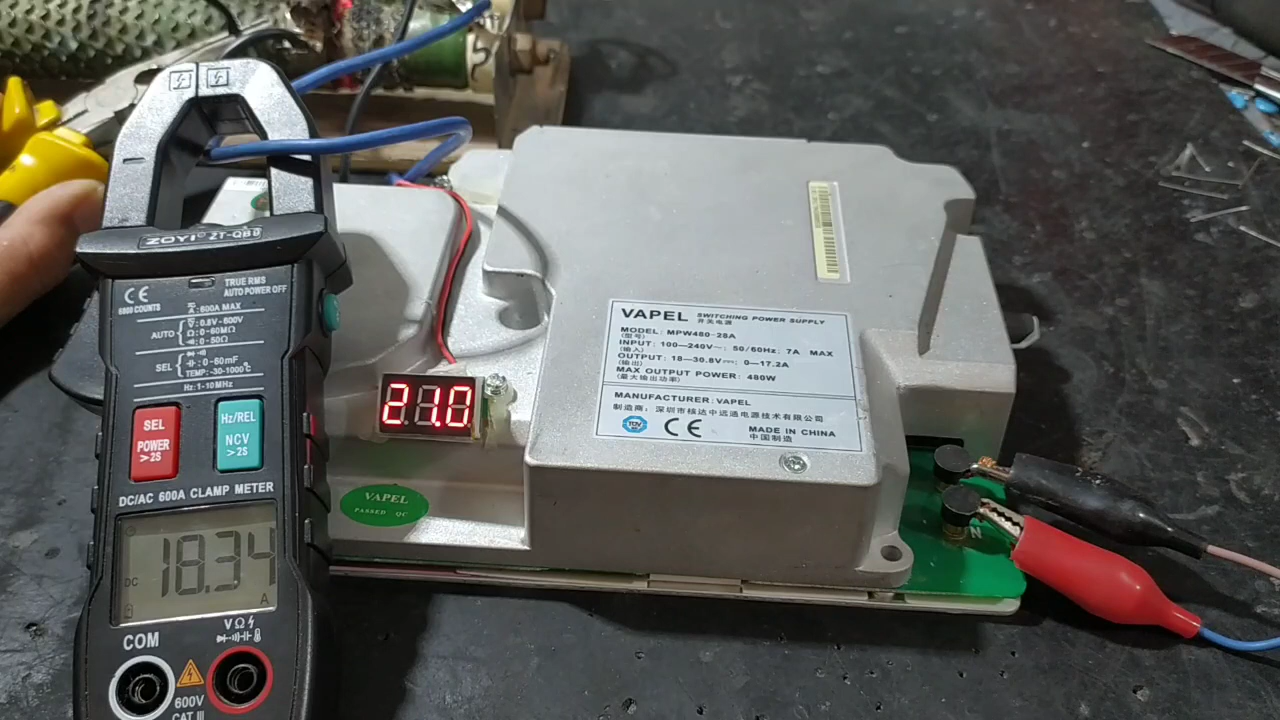 ZOYI ZT-QB9
CE
6000 COUNTS
TRUE RMS
AUTO POWER OFF
A : 600A MAX
AUTO
V : 0.8V-600V
Ω : 0-60MΩ
: 0-50Ω
SEL
: 0-60mF
TEMP: -30-1000°C
Hz: 1-10MHz
SEL
POWER
>2S
Hz/REL
NCV
>2S
DC/AC 600A CLAMP METER
DC
18.34
A
COM
VΩ
600V
CAT III
21.0
VAPEL
PASSED QC
VAPEL SWITCHING POWER SUPPLY
开关电源
MODEL: MPW480-28A
(型号)
INPUT: 100—240V~; 50/60Hz; 7A MAX
(输入)
OUTPUT: 18—30.8V⎓ 0—17.2A
(输出)
MAX OUTPUT POWER: 480W
(最大输出功率)
MANUFACTURER: VAPEL
制造商: 深圳市核达中远通电源技术有限公司
CE
MADE IN CHINA
中国制造
N